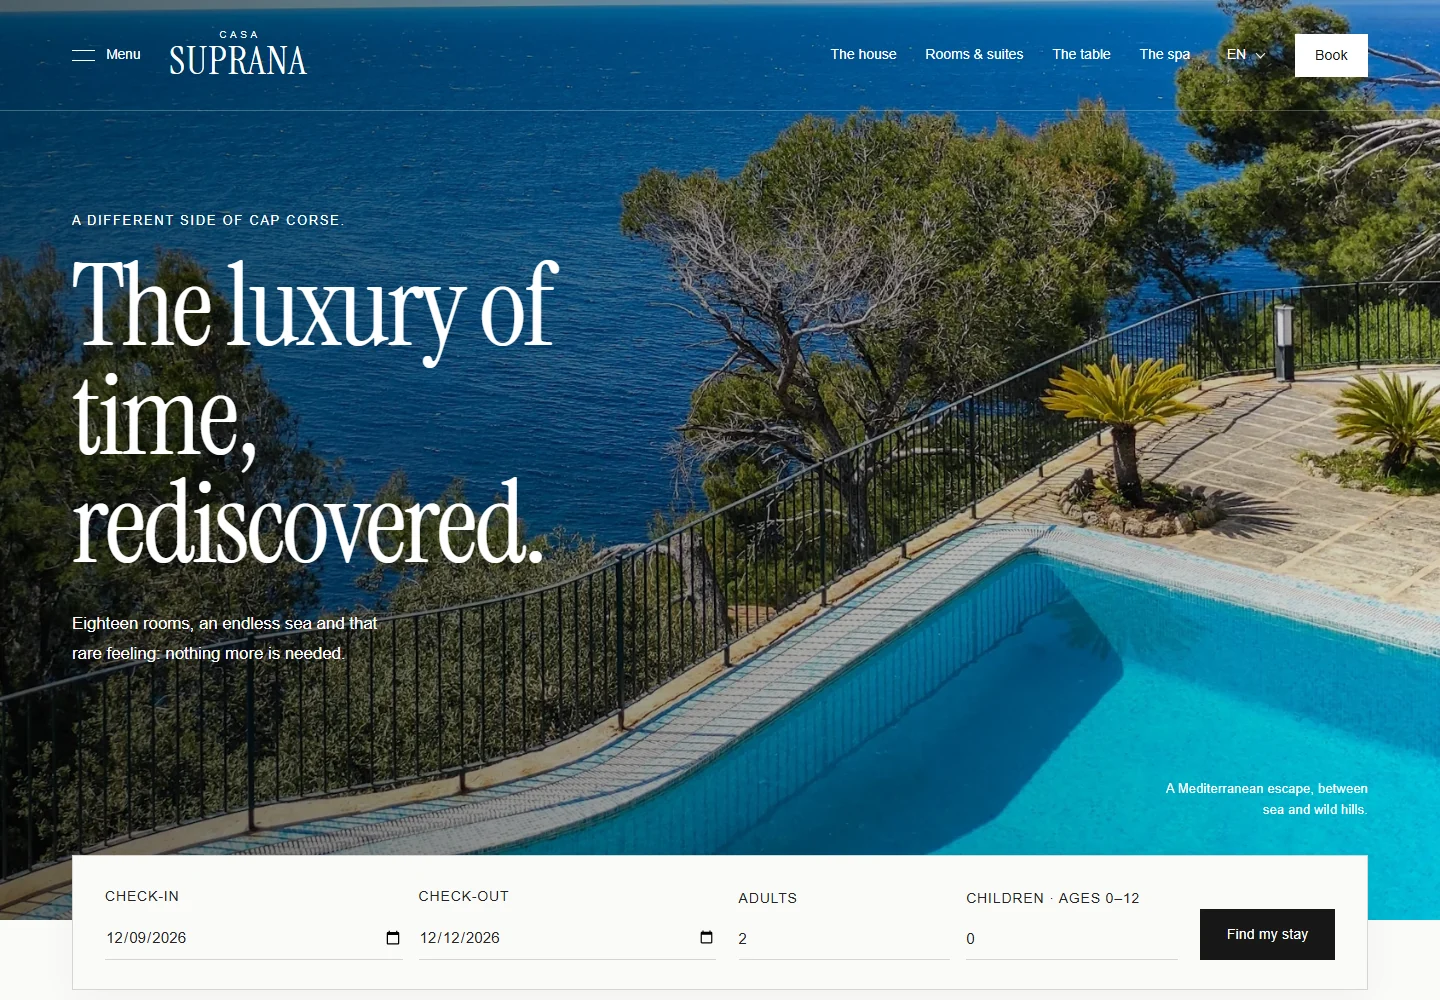 CASA
Menu
SUPRANA
The house
Rooms & suites
The table
The spa
EN
Book
A DIFFERENT SIDE OF CAP CORSE.
The luxury of
time,
rediscovered.
Eighteen rooms, an endless sea and that
rare feeling: nothing more is needed.
A Mediterranean escape, between
sea and wild hills.
CHECK-IN
12/09/2026
CHECK-OUT
12/12/2026
ADULTS
2
CHILDREN · AGES 0–12
0
Find my stay